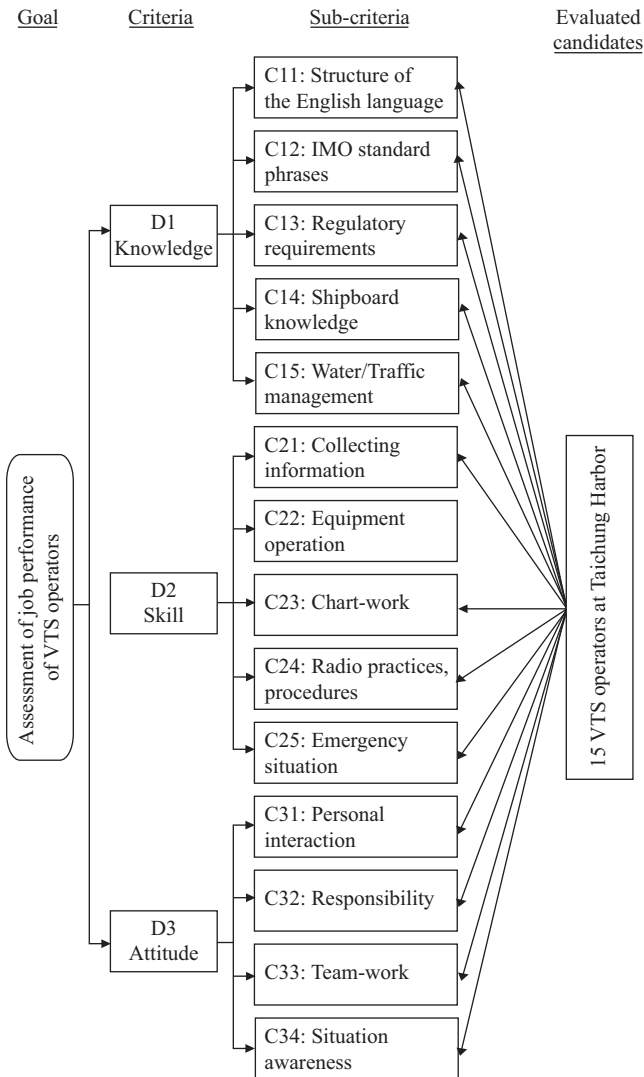 Goal
Criteria
Sub-criteria
Evaluated
candidates
Assessment of job performance
of VTS operators
D1
Knowledge
D2
Skill
D3
Attitude
C11: Structure of
the English language
C12: IMO standard
phrases
C13: Regulatory
requirements
C14: Shipboard
knowledge
C15: Water/Traffic
management
C21: Collecting
information
C22: Equipment
operation
C23: Chart-work
C24: Radio practices,
procedures
C25: Emergency
situation
C31: Personal
interaction
C32: Responsibility
C33: Team-work
C34: Situation
awareness
15 VTS operators at Taichung Harbor